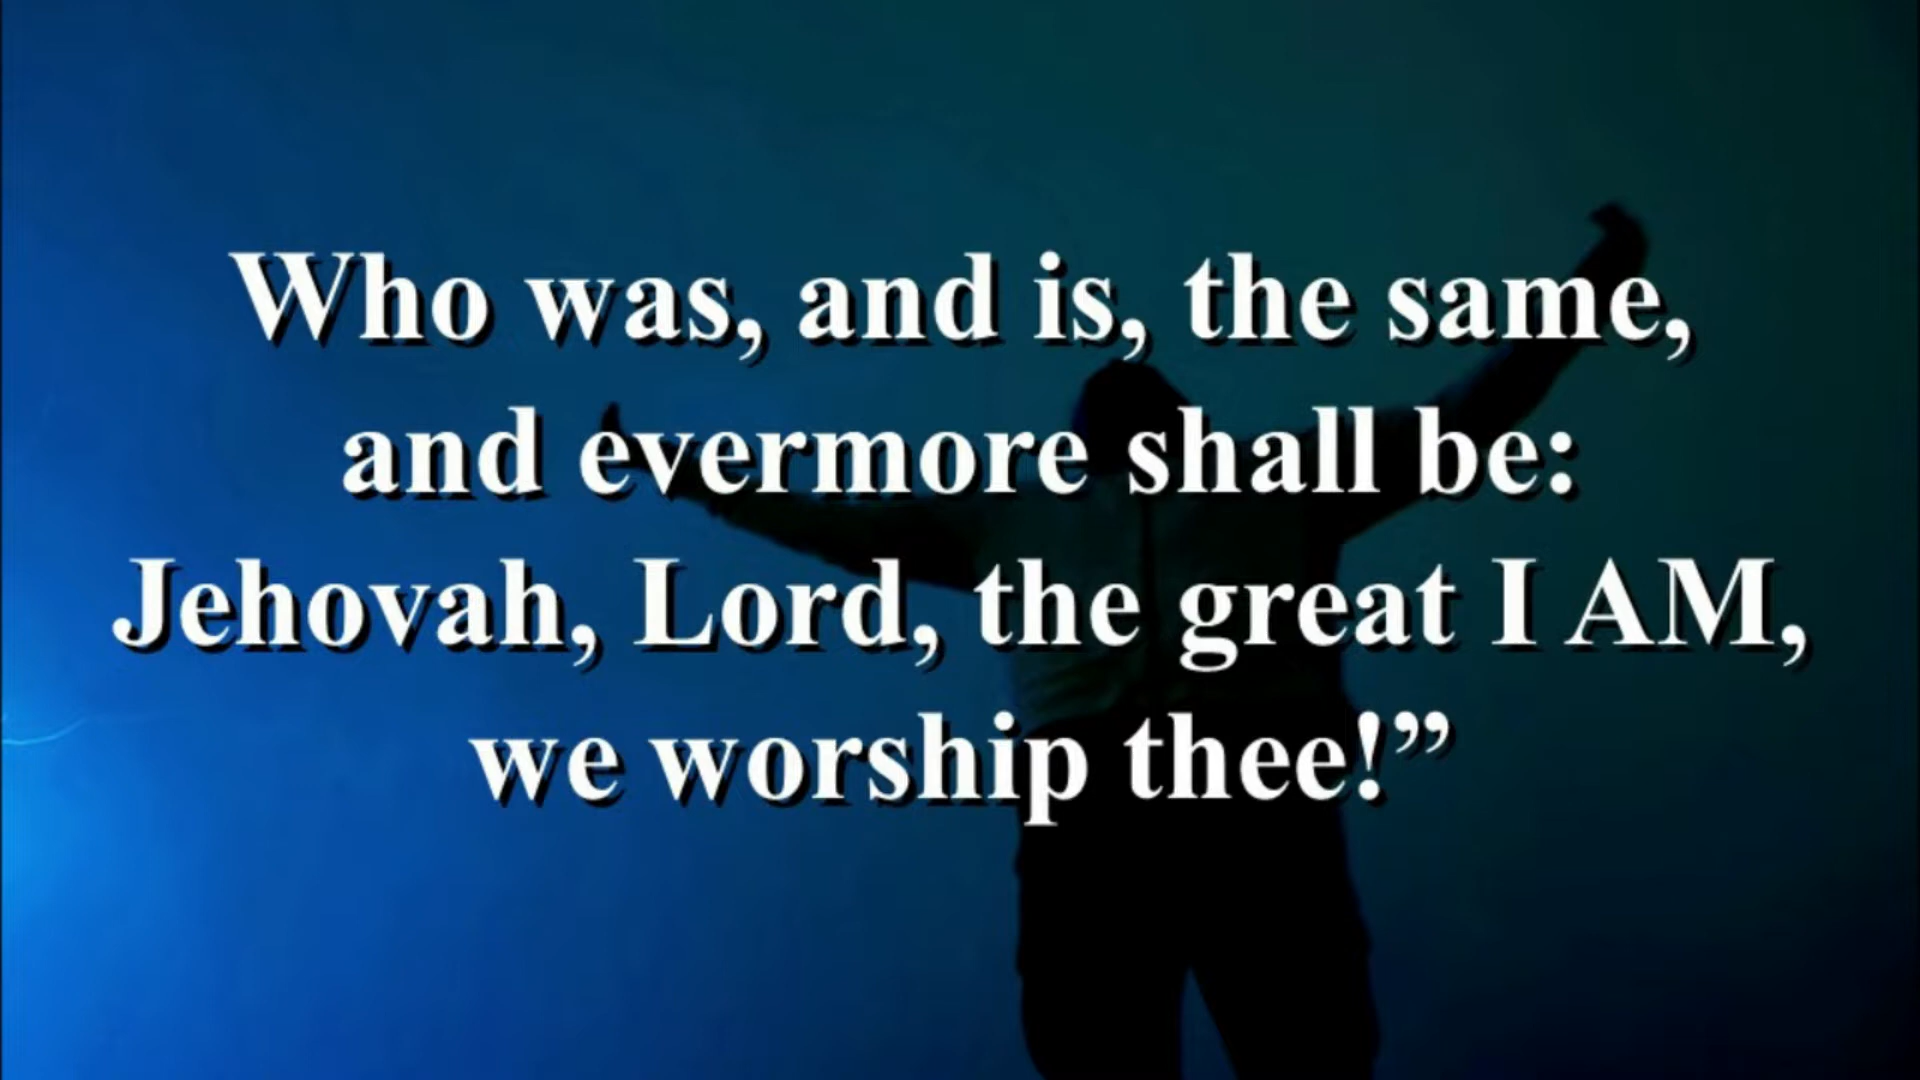 Who was, and is, the same,
and evermore shall be:
Jehovah, Lord, the great I AM,
we worship thee!”